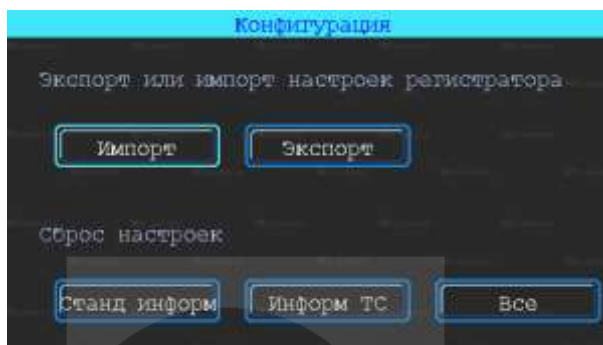 Конфигурация
Экспорт или импорт настроек регистратора
Импорт Экспорт
Сброс настроек
Станд информ Информ ТС Все